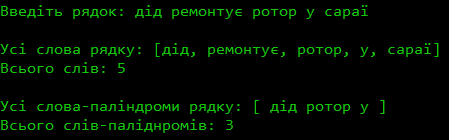 Введіть рядок: дід ремонтує ротор у сараї
Усі слова рядку: [дід, ремонтує, ротор, у, сараї]
Всього слів: 5
Усі слова-паліндроми рядку: [ дід ротор у ]
Всього слів-паліднромів: 3